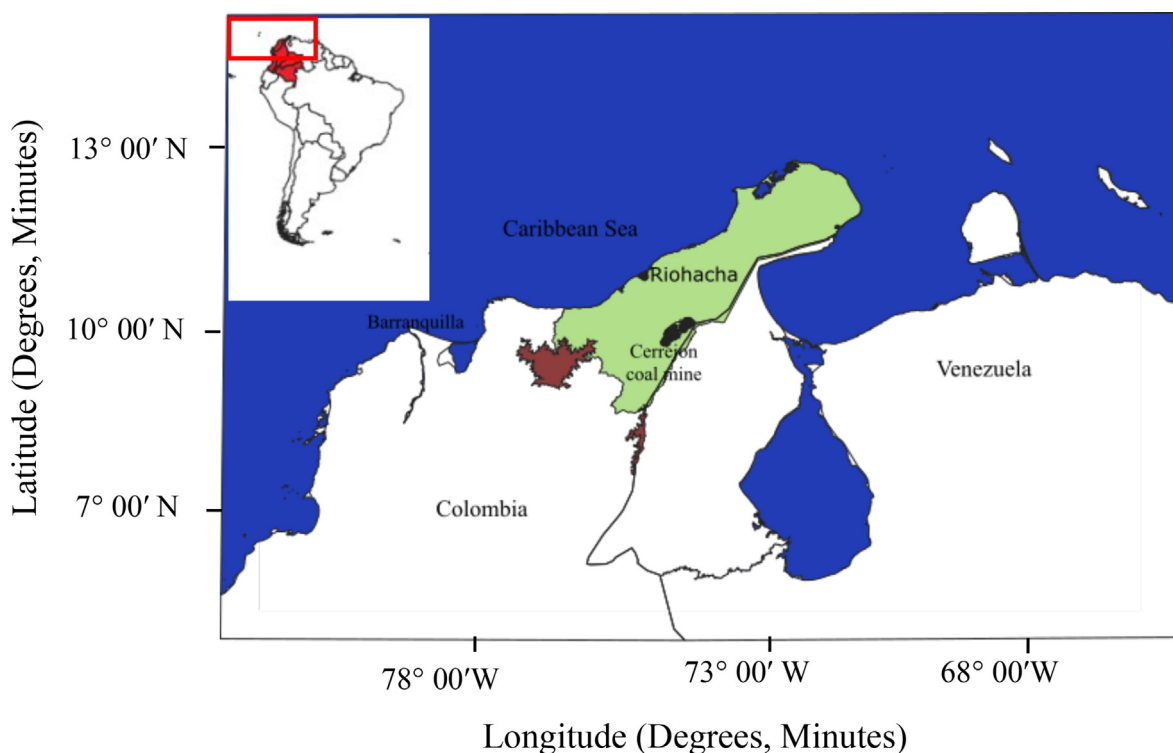 13° 00′ N
Caribbean Sea
Riohacha
10° 00′ N
Barranquilla
Cerrejon
coal mine
Venezuela
7° 00′ N
Colombia
78° 00′W
73° 00′W
68° 00′W
Latitude (Degrees, Minutes)
Longitude (Degrees, Minutes)